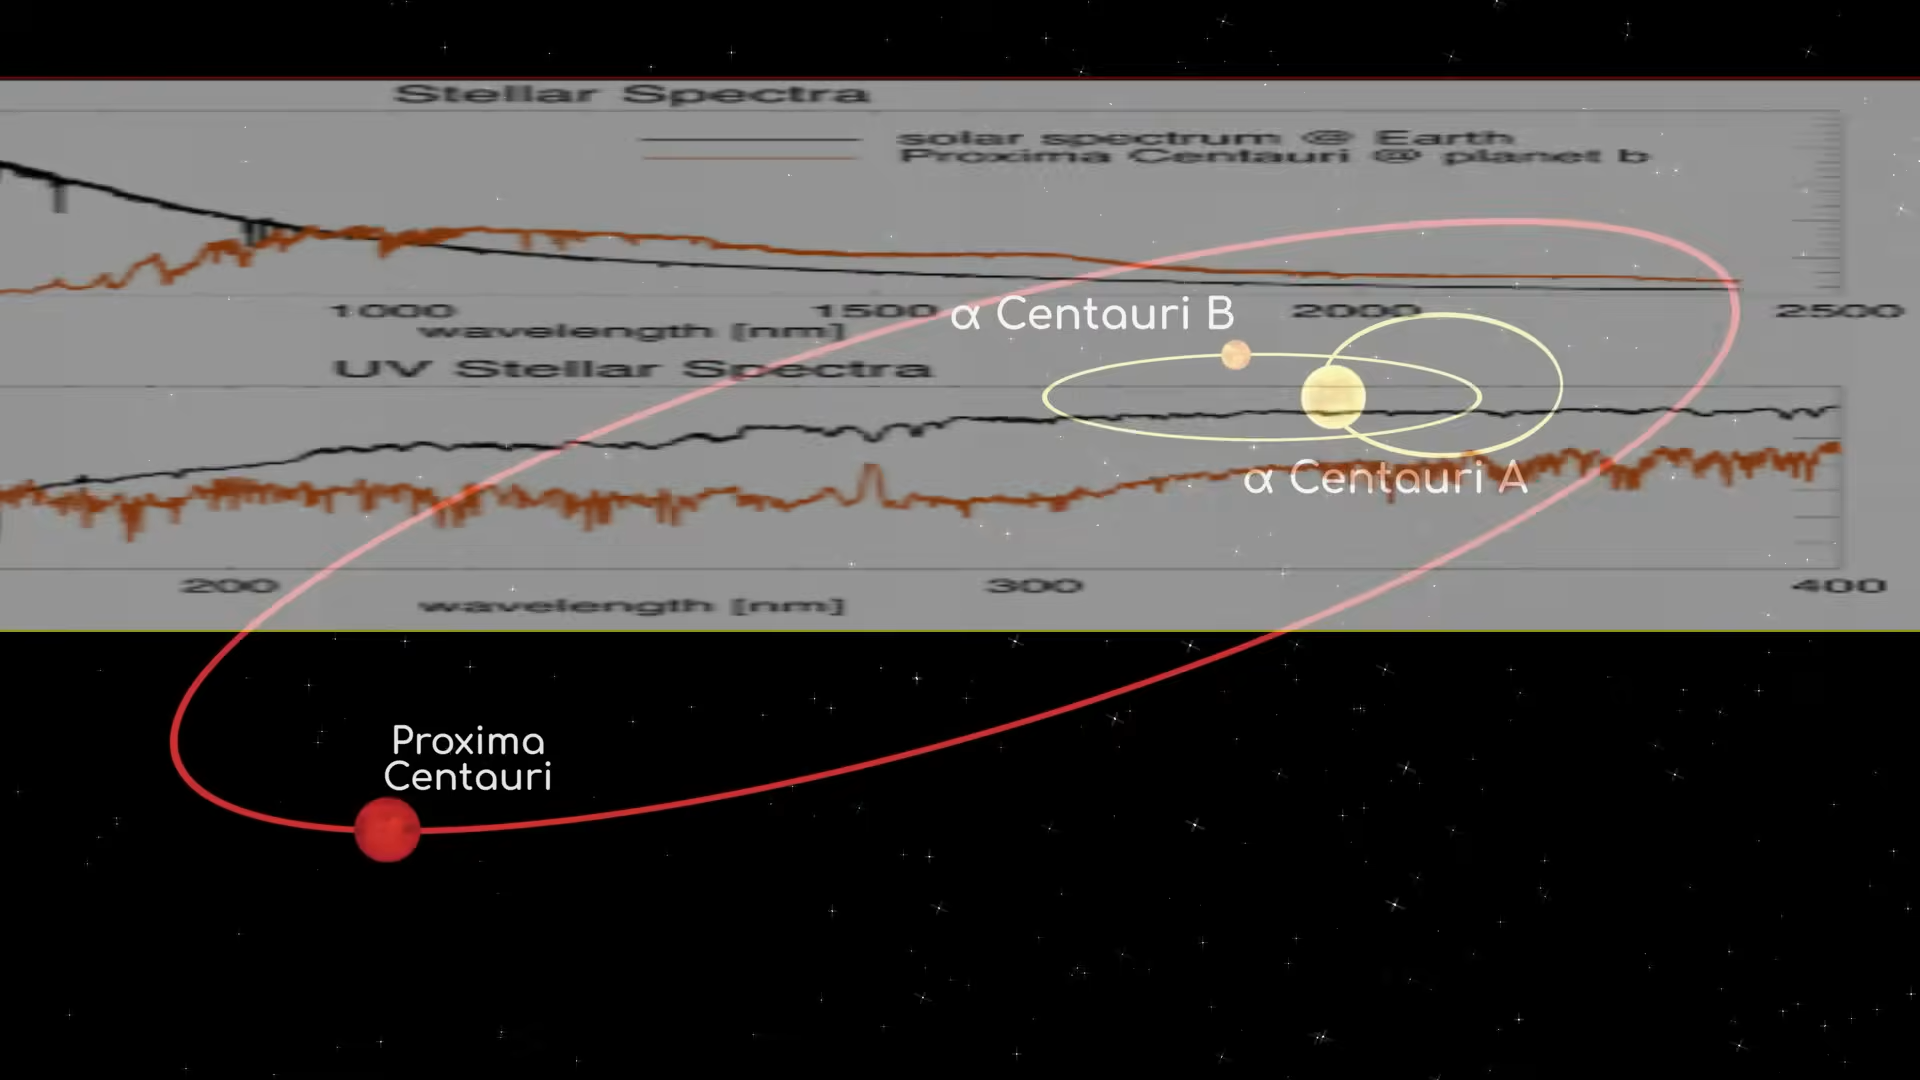 Stellar Spectra
solar spectrum @ Earth
Proxima Centauri @ planet b
1000 1500 2000 2500
wavelength [nm]
α Centauri B
UV Stellar Spectra
α Centauri A
200 300 400
wavelength [nm]
Proxima
Centauri